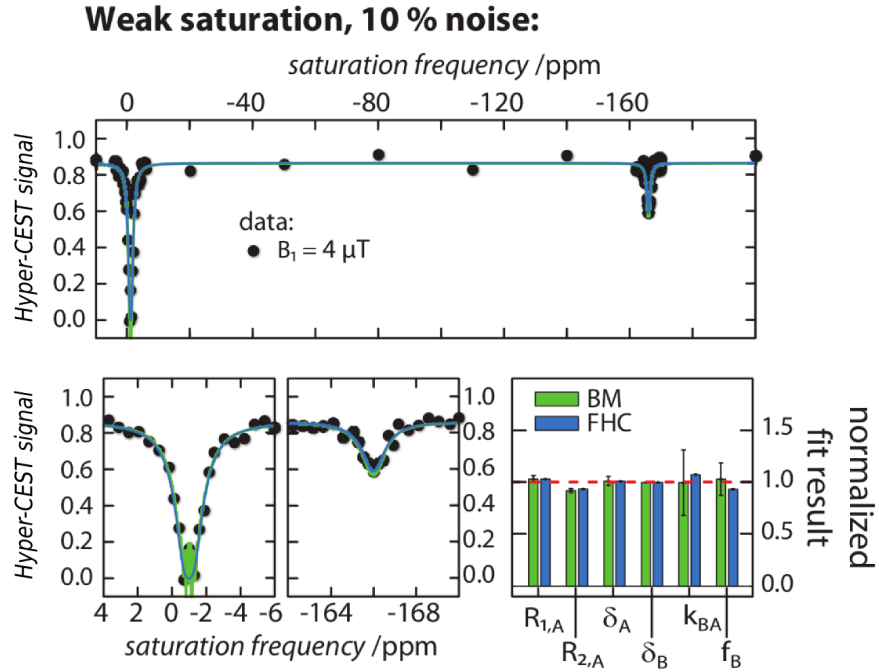 Weak saturation, 10 % noise:
saturation frequency /ppm
0 -40 -80 -120 -160
Hyper-CEST signal
1.0
0.8
0.6
0.4
0.2
0.0
data:
B₁ = 4 µT
Hyper-CEST signal
1.0
0.8
0.6
0.4
0.2
0.0
4 2 0 -2 -4 -6
1.0
0.8
0.6
0.4
0.2
0.0
-164 -168
saturation frequency /ppm
BM
FHC
1.5
1.0
0.5
0.0
normalized
fit result
R₁,A δA kBA
R₂,A δB fB